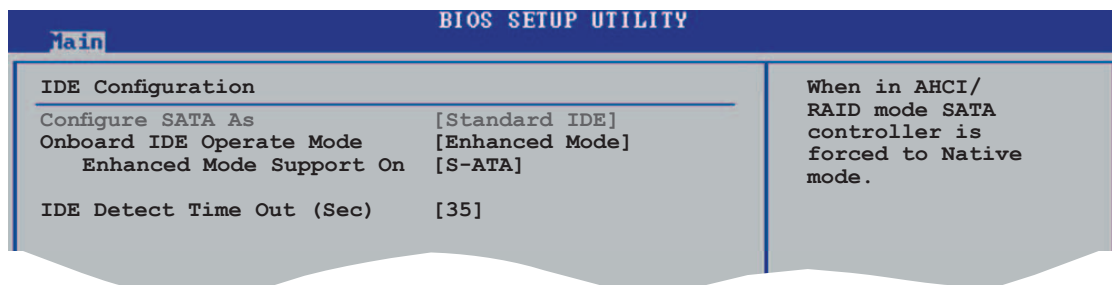 BIOS SETUP UTILITY
Main
IDE Configuration
Configure SATA As [Standard IDE]
Onboard IDE Operate Mode [Enhanced Mode]
Enhanced Mode Support On [S-ATA]
IDE Detect Time Out (Sec) [35]
When in AHCI/
RAID mode SATA
controller is
forced to Native
mode.